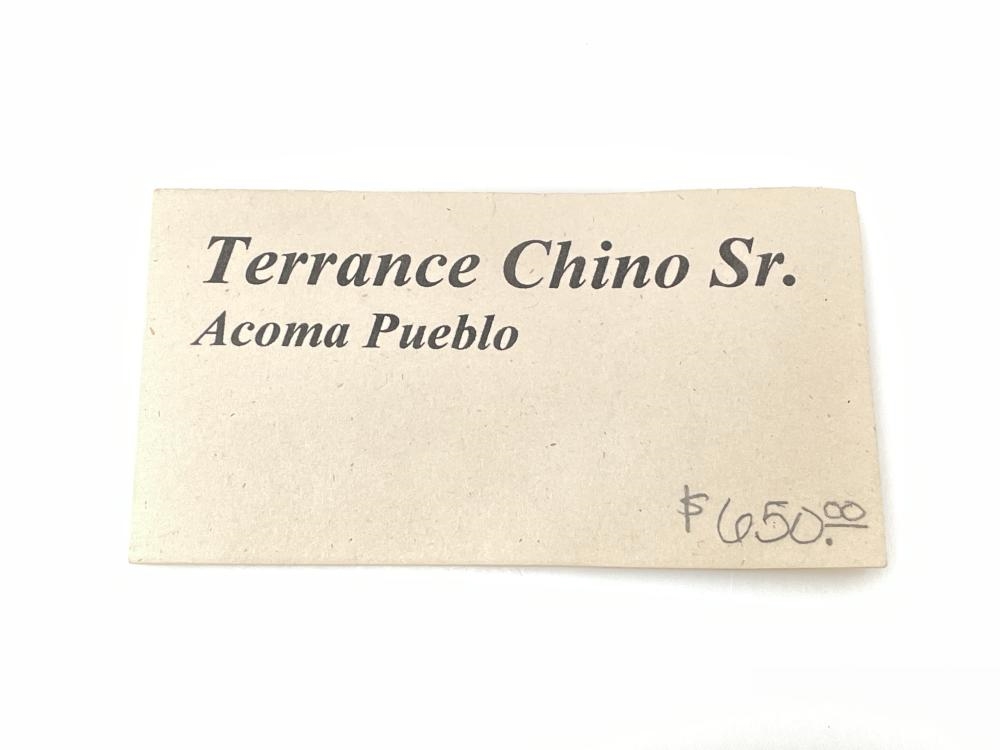 Terrance Chino Sr.
Acoma Pueblo
$650.00